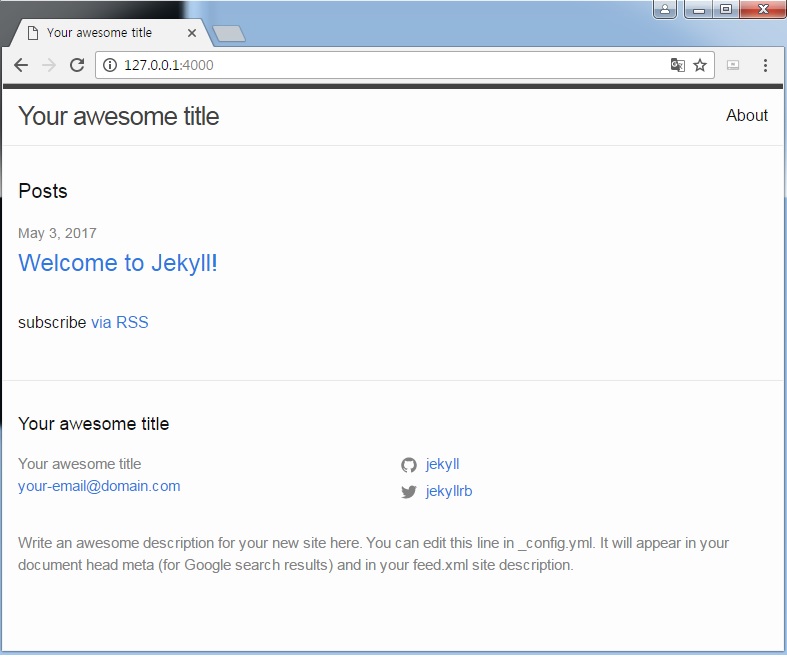 Your awesome title
127.0.0.1:4000
Your awesome title
About
Posts
May 3, 2017
Welcome to Jekyll!
subscribe via RSS
Your awesome title
Your awesome title
your-email@domain.com
jekyll
jekyllrb
Write an awesome description for your new site here. You can edit this line in _config.yml. It will appear in your
document head meta (for Google search results) and in your feed.xml site description.